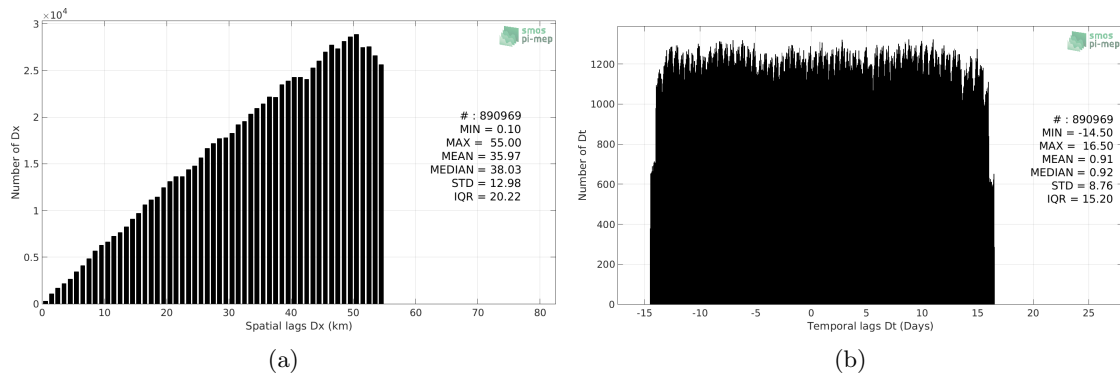 ×10⁴
3
2.5
2
1.5
1
0.5
0
Number of Dx
0 10 20 30 40 50 60 70 80
Spatial lags Dx (km)
smos
pi-mep
# : 890969
MIN = 0.10
MAX = 55.00
MEAN = 35.97
MEDIAN = 38.03
STD = 12.98
IQR = 20.22
(a)
1200
1000
800
600
400
200
0
Number of Dt
-15 -10 -5 0 5 10 15 20 25
Temporal lags Dt (Days)
smos
pi-mep
# : 890969
MIN = -14.50
MAX = 16.50
MEAN = 0.91
MEDIAN = 0.92
STD = 8.76
IQR = 15.20
(b)